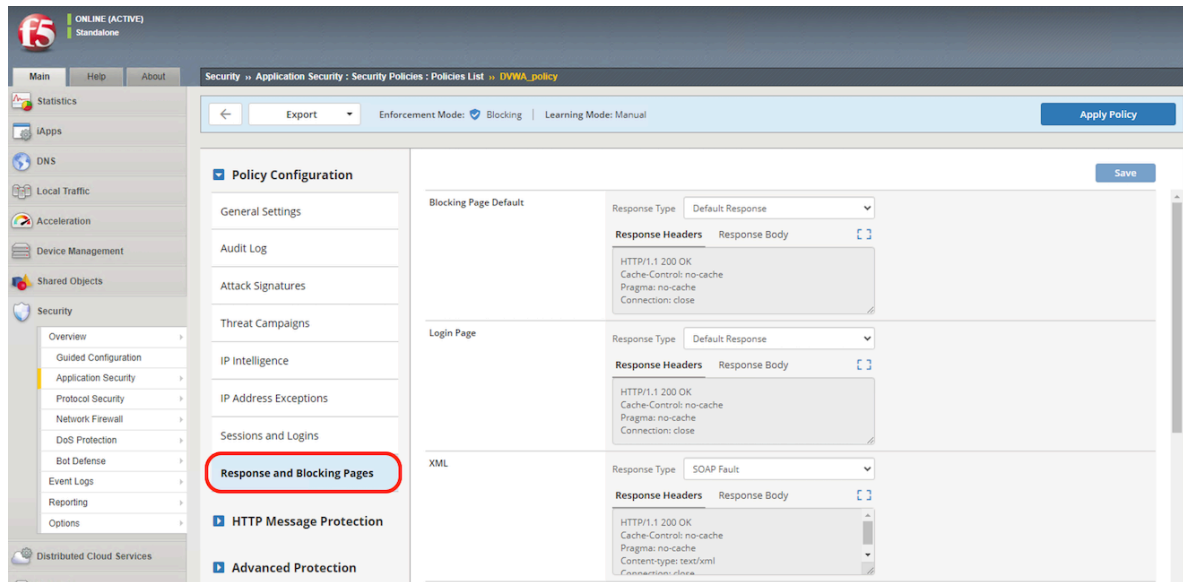 f5
ONLINE (ACTIVE)
Standalone
Main
Help
About
Security ›› Application Security : Security Policies : Policies List ›› DVWA_policy
Statistics
iApps
DNS
Local Traffic
Acceleration
Device Management
Shared Objects
Security
Overview
Guided Configuration
Application Security
Protocol Security
Network Firewall
DoS Protection
Bot Defense
Event Logs
Reporting
Options
Distributed Cloud Services
Export
Enforcement Mode: Blocking | Learning Mode: Manual
Apply Policy
Policy Configuration
General Settings
Audit Log
Attack Signatures
Threat Campaigns
IP Intelligence
IP Address Exceptions
Sessions and Logins
Response and Blocking Pages
HTTP Message Protection
Advanced Protection
Save
Blocking Page Default
Response Type Default Response
Response Headers Response Body
HTTP/1.1 200 OK
Cache-Control: no-cache
Pragma: no-cache
Connection: close
Login Page
Response Type Default Response
Response Headers Response Body
HTTP/1.1 200 OK
Cache-Control: no-cache
Pragma: no-cache
Connection: close
XML
Response Type SOAP Fault
Response Headers Response Body
HTTP/1.1 200 OK
Cache-Control: no-cache
Pragma: no-cache
Content-type: text/xml
Connection: close